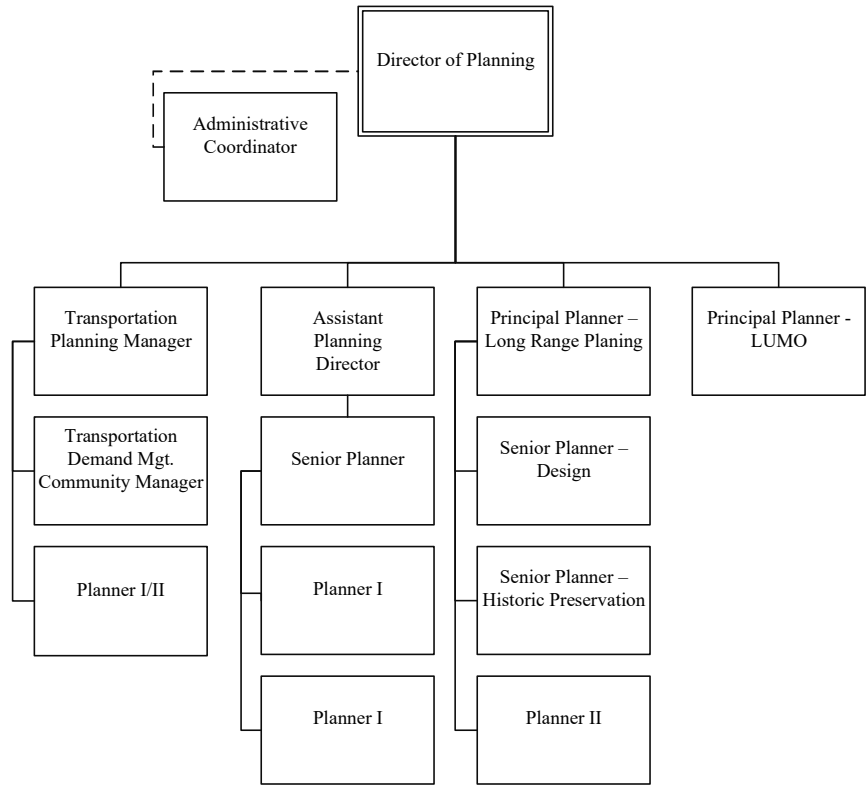 Director of Planning
Administrative
Coordinator
Transportation
Planning Manager
Assistant
Planning
Director
Principal Planner –
Long Range Planing
Principal Planner -
LUMO
Transportation
Demand Mgt.
Community Manager
Senior Planner
Senior Planner –
Design
Planner I/II
Planner I
Senior Planner –
Historic Preservation
Planner I
Planner II